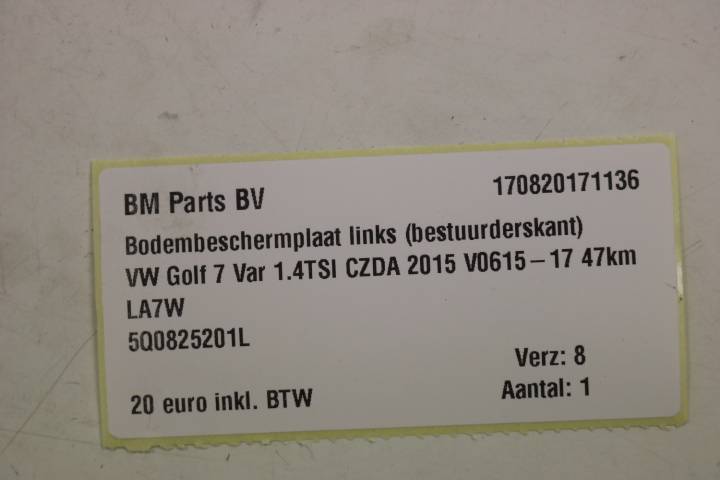 BM Parts BV 170820171136
Bodembeschermplaat links (bestuurderskant)
VW Golf 7 Var 1.4TSI CZDA 2015 V0615-17 47km
LA7W
5Q0825201L
Verz: 8
20 euro inkl. BTW Aantal: 1